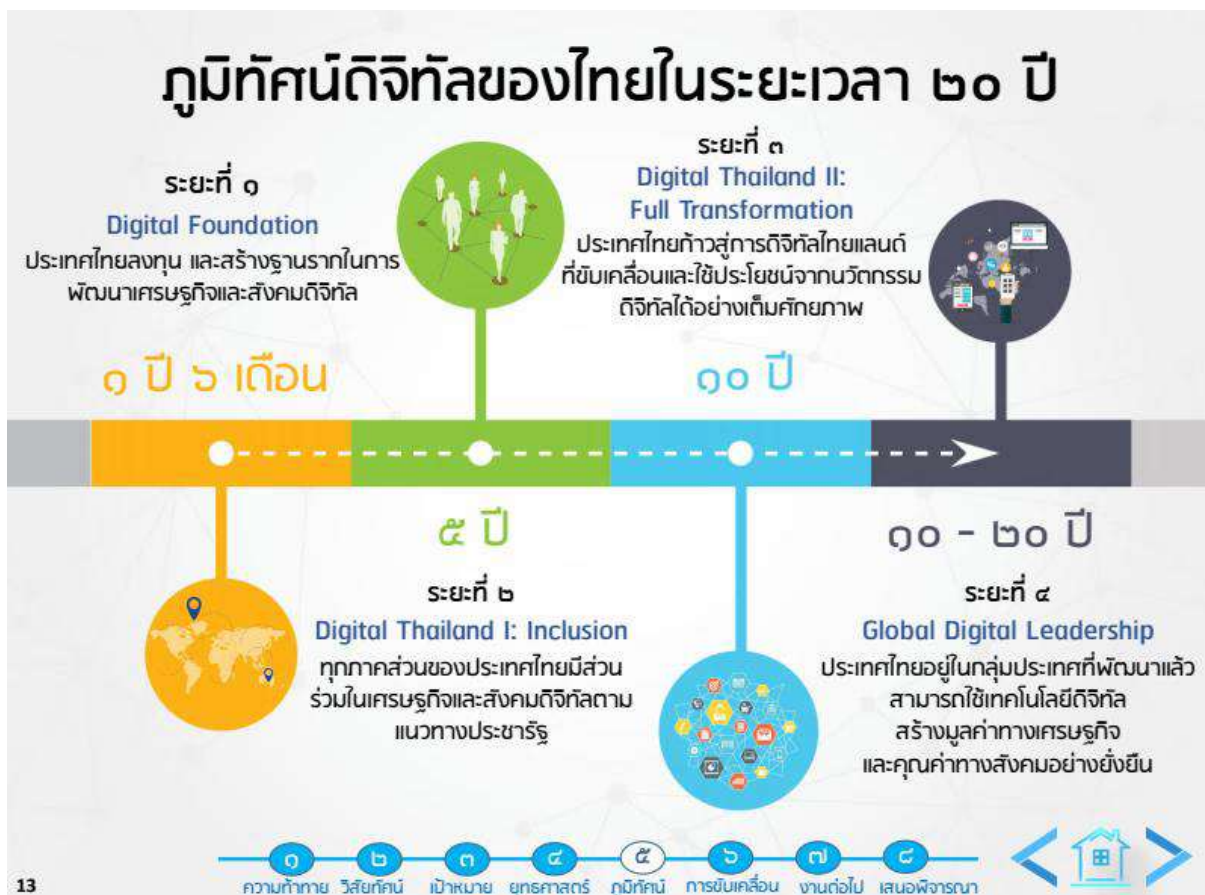 ภูมิทัศน์ดิจิทัลของไทยในระยะเวลา ๒๐ ปี
ระยะที่ ๑
Digital Foundation
ประเทศไทยลงทุน และสร้างฐานรากในการ
พัฒนาเศรษฐกิจและสังคมดิจิทัล
๑ ปี ๖ เดือน
๕ ปี
ระยะที่ ๒
Digital Thailand I: Inclusion
ทุกภาคส่วนของประเทศไทยมีส่วน
ร่วมในเศรษฐกิจและสังคมดิจิทัลตาม
แนวทางประชารัฐ
ระยะที่ ๓
Digital Thailand II:
Full Transformation
ประเทศไทยก้าวสู่การดิจิทัลไทยแลนด์
ที่ขับเคลื่อนและใช้ประโยชน์จากนวัตกรรม
ดิจิทัลได้อย่างเต็มศักยภาพ
๑๐ ปี
๑๐ - ๒๐ ปี
ระยะที่ ๔
Global Digital Leadership
ประเทศไทยอยู่ในกลุ่มประเทศที่พัฒนาแล้ว
สามารถใช้เทคโนโลยีดิจิทัล
สร้างมูลค่าทางเศรษฐกิจ
และคุณค่าทางสังคมอย่างยั่งยืน
๑ ๒ ๓ ๔ ๕ ๖ ๗ ๘
13 ความท้าทาย วิสัยทัศน์ เป้าหมาย ยุทธศาสตร์ ภูมิทัศน์ การขับเคลื่อน งานต่อไป เสนอพิจารณา